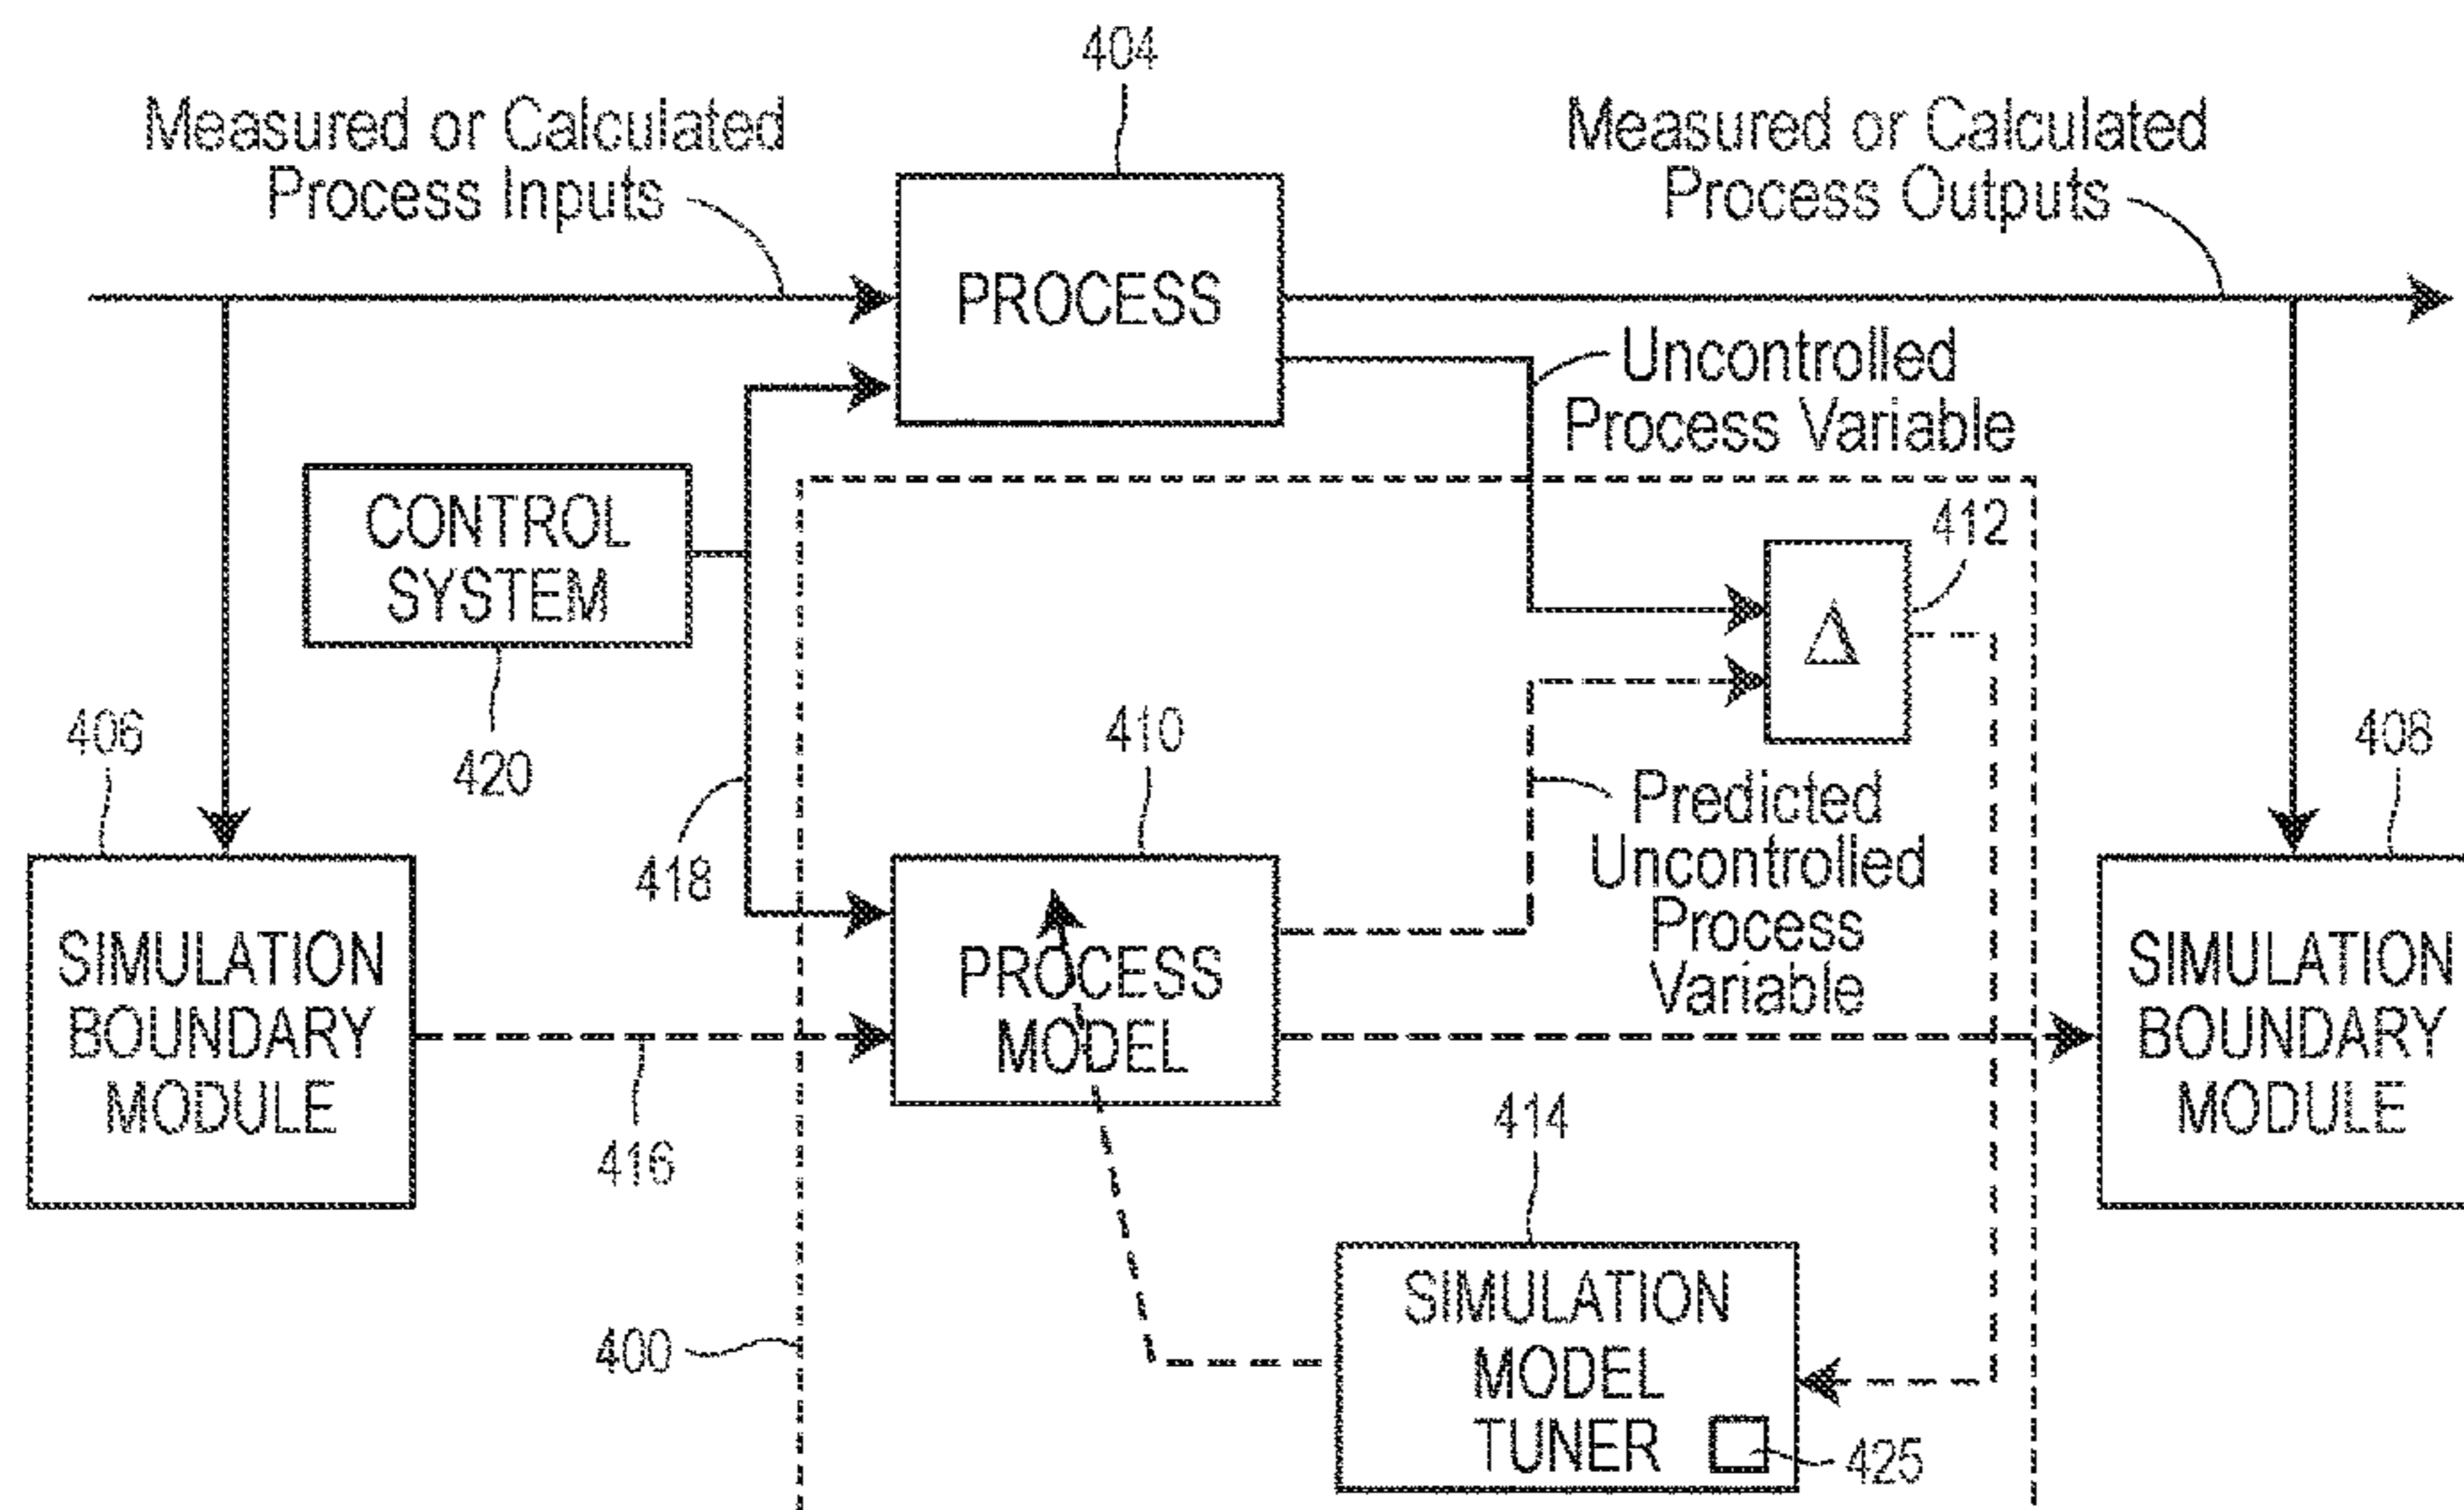 404
Measured or Calculated
Process Inputs
Measured or Calculated
Process Outputs
PROCESS
Uncontrolled
Process Variable
CONTROL
SYSTEM
412
Δ
406
420
410
408
418
Predicted
Uncontrolled
Process
Variable
SIMULATION
BOUNDARY
MODULE
PROCESS
MODEL
SIMULATION
BOUNDARY
MODULE
416
414
400
SIMULATION
MODEL
TUNER
425